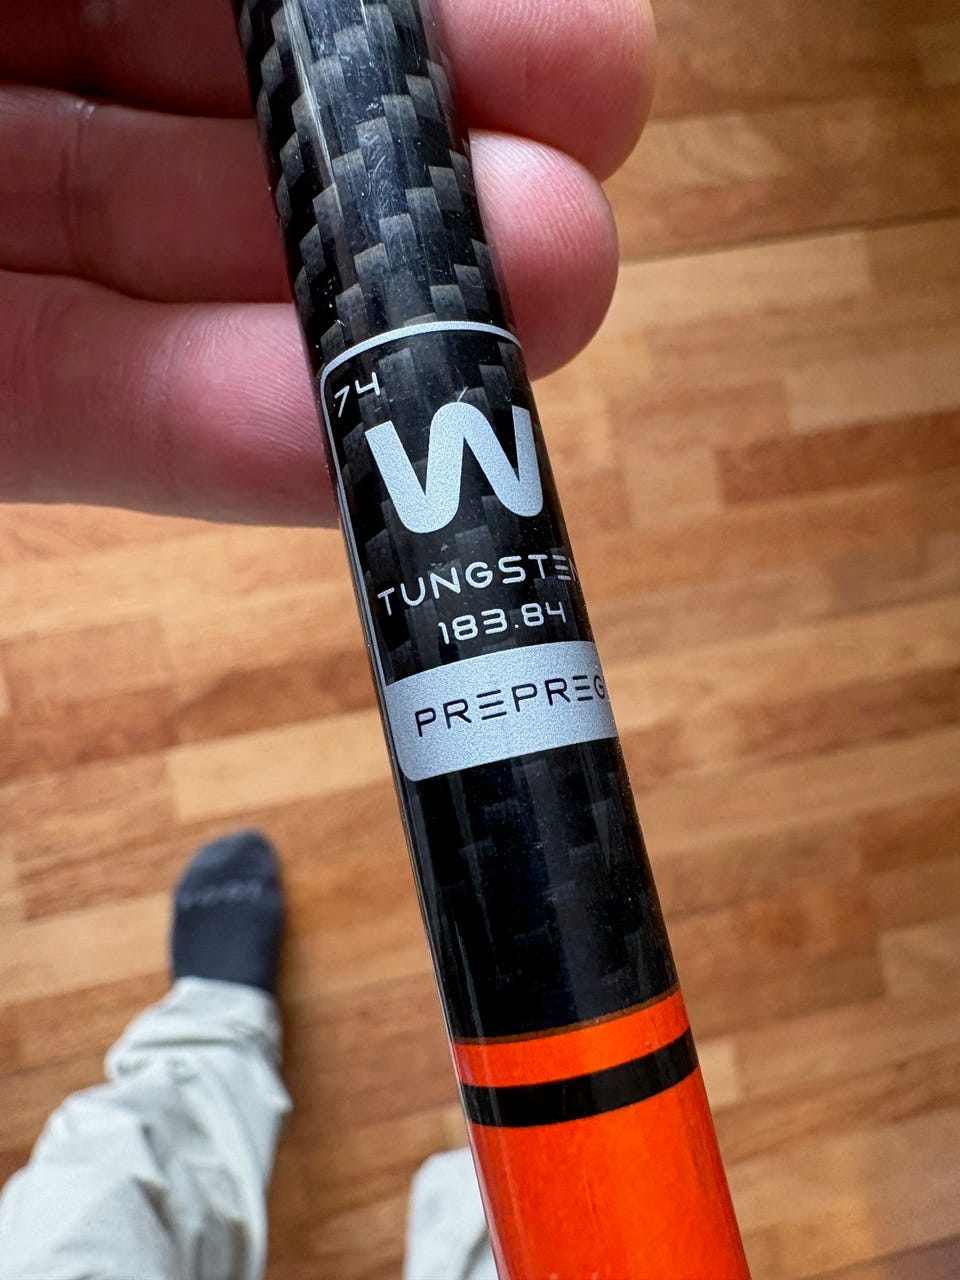 74
W
TUNGSTEN
183.84
PREPREG